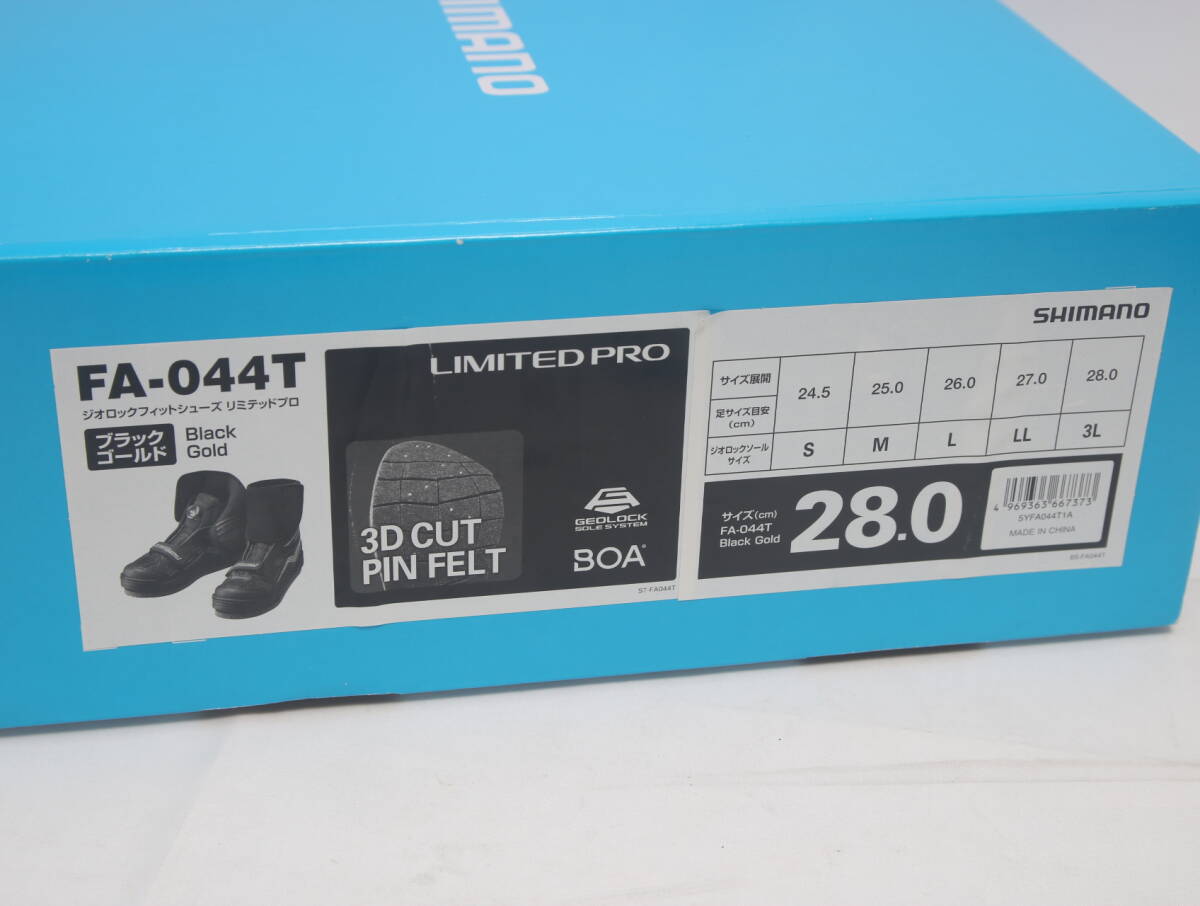 SHIMANO
FA-044T
ジオロックフィットシューズ リミテッドプロ
ブラック
ゴールド
Black
Gold
LIMITED PRO
3D CUT
PIN FELT
GEOLOCK
SOLE SYSTEM
BOA®
ST-FA044T
SHIMANO
サイズ展開
足サイズ目安
(cm)
24.5 25.0 26.0 27.0 28.0
ジオロックソール
サイズ
S M L LL 3L
サイズ(cm)
FA-044T
Black Gold
28.0
4 969363 667373
5YFA044T1A
MADE IN CHINA
BS-FA044T